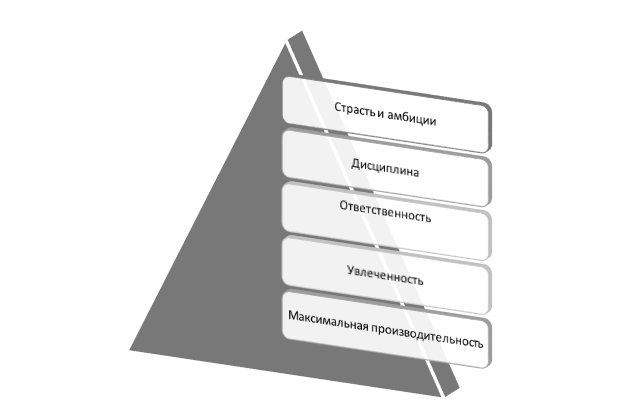 Страсть и амбиции
Дисциплина
Ответственность
Увлеченность
Максимальная производительность